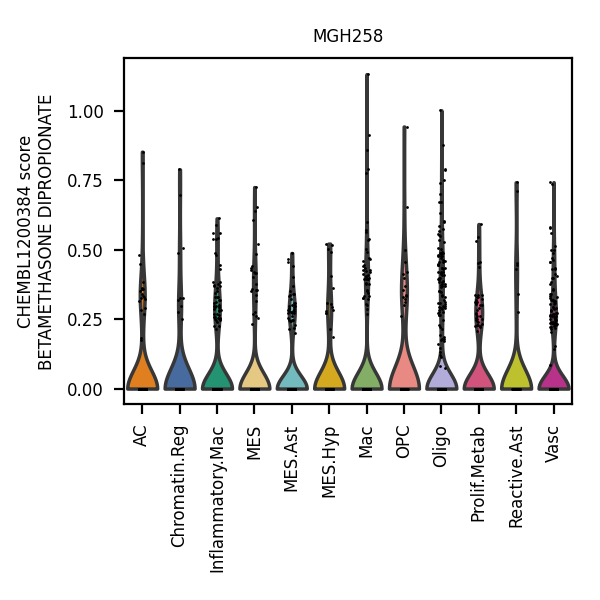 MGH258
CHEMBL1200384 score
BETAMETHASONE DIPROPIONATE
1.00
0.75
0.50
0.25
0.00
AC
Chromatin.Reg
Inflammatory.Mac
MES
MES.Ast
MES.Hyp
Mac
OPC
Oligo
Prolif.Metab
Reactive.Ast
Vasc